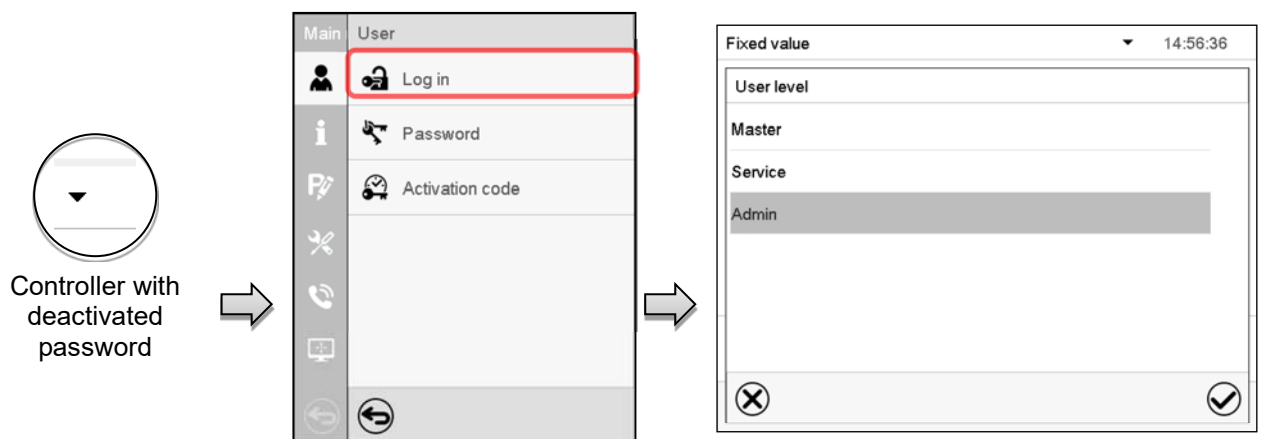 Controller with
deactivated
password
Main
User
Log in
Password
Activation code
Fixed value
14:56:36
User level
Master
Service
Admin